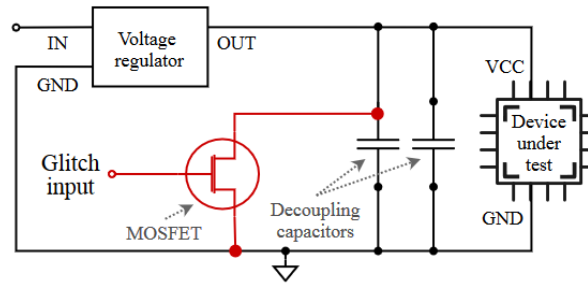 IN
Voltage
regulator
OUT
GND
VCC
Device
under
test
Glitch
input
MOSFET
Decoupling
capacitors
GND